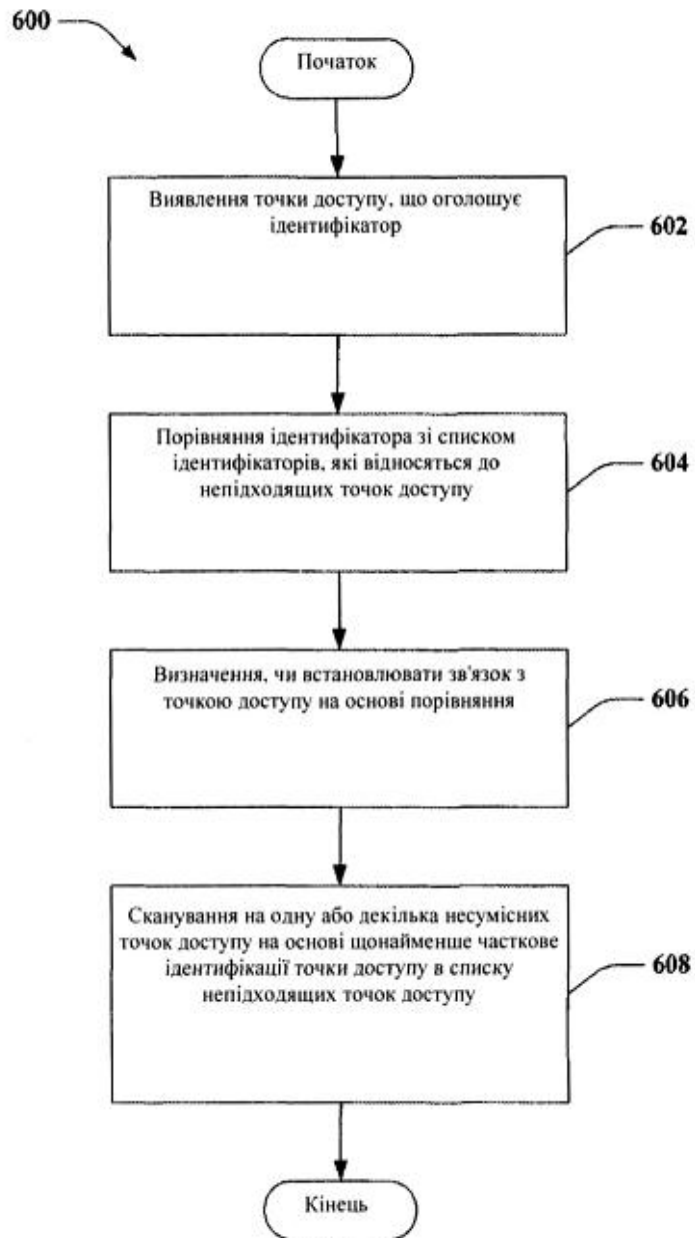 600
Початок
Виявлення точки доступу, що оголошує
ідентифікатор
602
Порівняння ідентифікатора зі списком
ідентифікаторів, які відносяться до
непідходящих точок доступу
604
Визначення, чи встановлювати зв'язок з
точкою доступу на основі порівняння
606
Сканування на одну або декілька несумісних
точок доступу на основі щонайменше часткове
ідентифікації точки доступу в списку
непідходящих точок доступу
608
Кінець